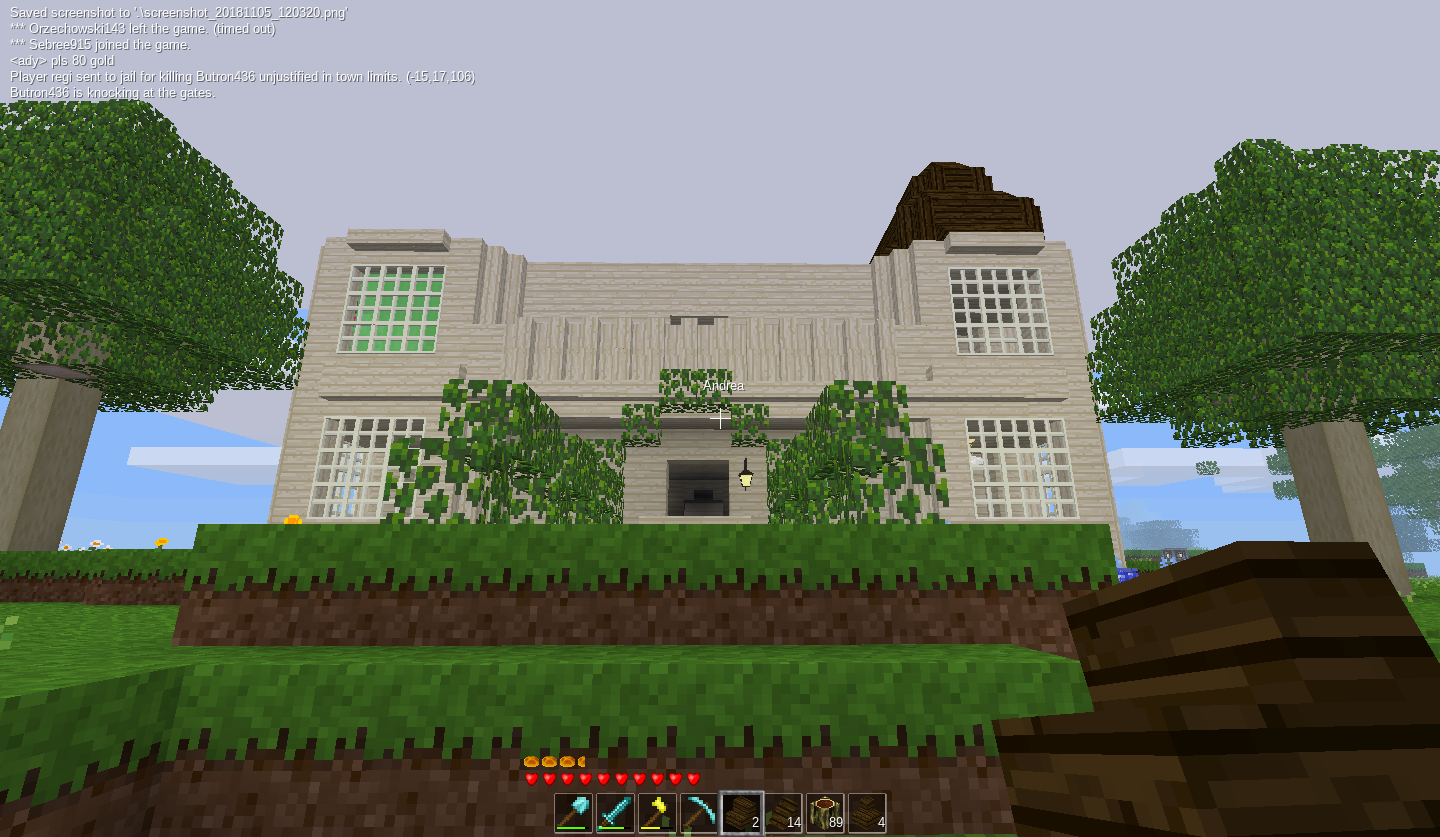 Saved screenshot to '.\screenshot_20181105_120320.png'
*** Orzechowski143 left the game. (timed out)
*** Sebree915 joined the game.
<ady> pls 80 gold
Player regi sent to jail for killing Butron436 unjustified in town limits. (-15,17,106)
Butron436 is knocking at the gates.
Andrea
2
14
89
4